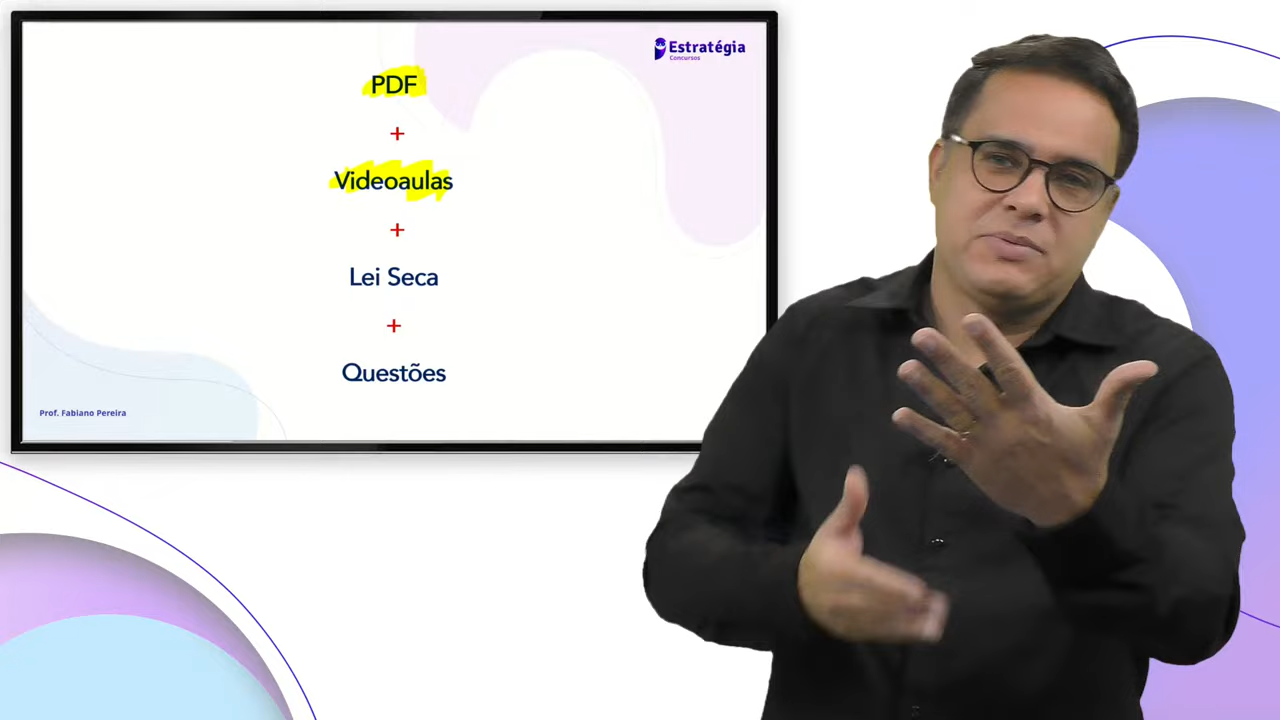 Estratégia
Concursos
PDF
+
Videoaulas
+
Lei Seca
+
Questões
Prof. Fabiano Pereira